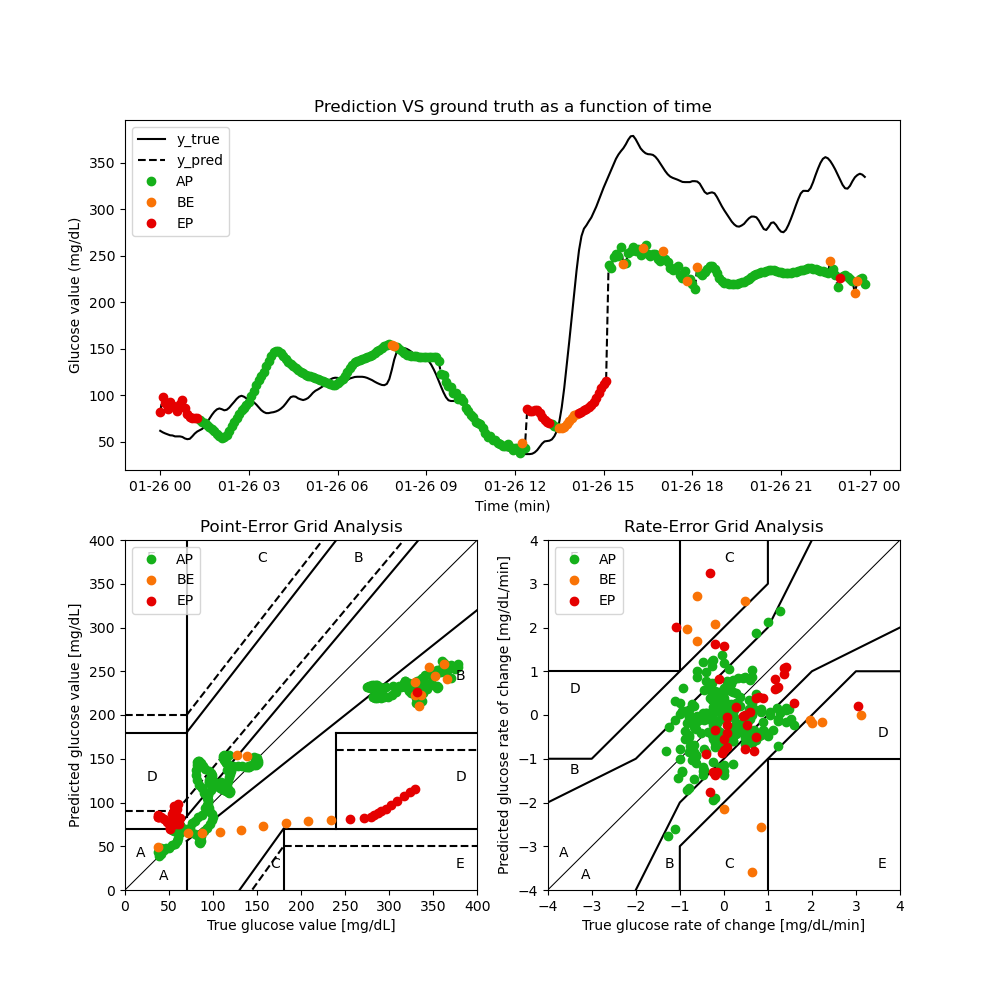 Prediction VS ground truth as a function of time
Glucose value (mg/dL)
350
300
250
200
150
100
50
y_true
y_pred
AP
BE
EP
01-26 00
01-26 03
01-26 06
01-26 09
01-26 12
01-26 15
01-26 18
01-26 21
01-27 00
Time (min)
Point-Error Grid Analysis
Predicted glucose value [mg/dL]
400
350
300
250
200
150
100
50
0
AP
BE
EP
C
B
B
D
D
A
A
C
E
0
50
100
150
200
250
300
350
400
True glucose value [mg/dL]
Rate-Error Grid Analysis
Predicted glucose rate of change [mg/dL/min]
4
3
2
1
0
−1
−2
−3
−4
AP
BE
EP
C
D
D
B
A
A
B
C
E
−4
−3
−2
−1
0
1
2
3
4
True glucose rate of change [mg/dL/min]